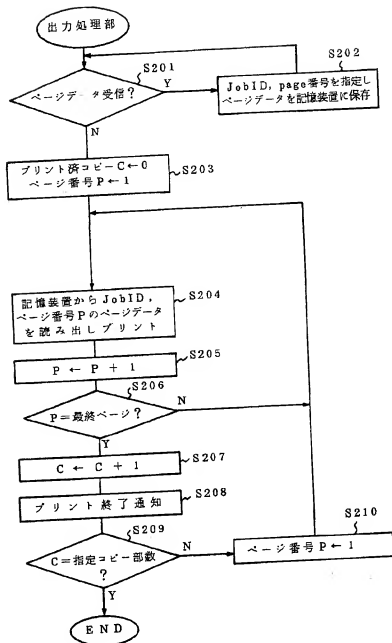 出力処理部
S201
ページデータ受信?
Y
N
S202
JobID, page番号を指定し
ページデータを記憶装置に保存
プリント済コピーC←0
ページ番号P←1
S203
記憶装置からJobID,
ページ番号Pのページデータ
を読み出しプリント
S204
P ← P + 1
S205
S206
P=最終ページ?
N
Y
C ← C + 1
S207
プリント終了通知
S208
S209
C=指定コピー部数
?
N
Y
S210
ページ番号P←1
END